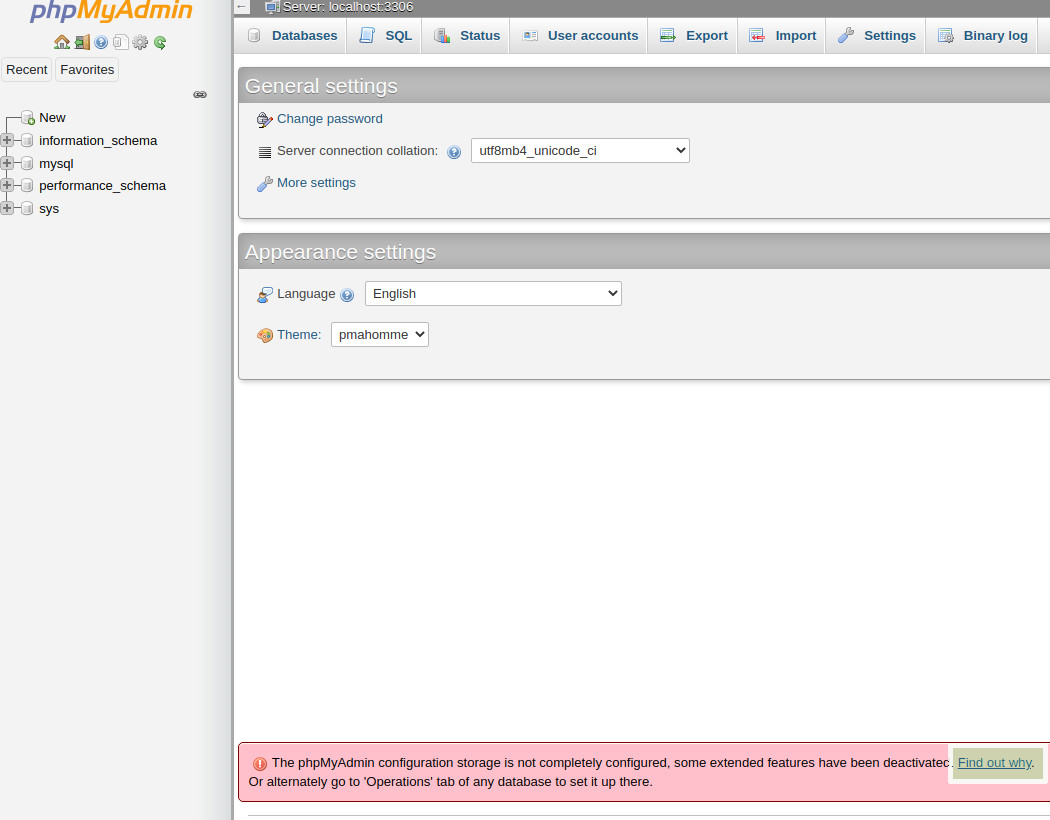 phpMyAdmin
Recent Favorites
New
information_schema
mysql
performance_schema
sys
← Server: localhost:3306
Databases SQL Status User accounts Export Import Settings Binary log
General settings
Change password
Server connection collation: utf8mb4_unicode_ci
More settings
Appearance settings
Language English
Theme: pmahomme
The phpMyAdmin configuration storage is not completely configured, some extended features have been deactivated. Find out why.
Or alternately go to 'Operations' tab of any database to set it up there.